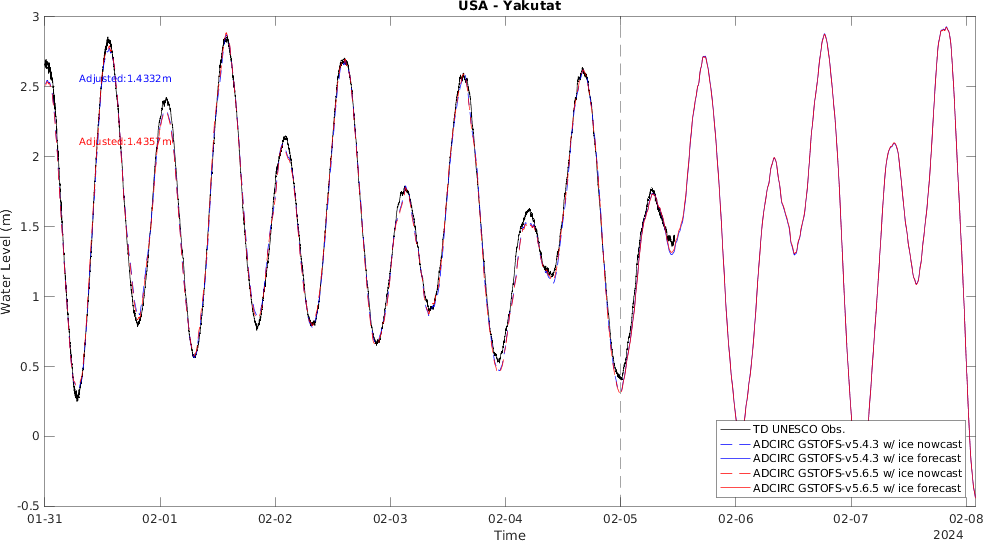 USA - Yakutat
3
2.5
2
1.5
1
0.5
0
-0.5
Water Level (m)
Adjusted:1.4332m
Adjusted:1.4357m
TD UNESCO Obs.
ADCIRC GSTOFS-v5.4.3 w/ ice nowcast
ADCIRC GSTOFS-v5.4.3 w/ ice forecast
ADCIRC GSTOFS-v5.6.5 w/ ice nowcast
ADCIRC GSTOFS-v5.6.5 w/ ice forecast
01-31 02-01 02-02 02-03 02-04 02-05 02-06 02-07 02-08
Time
2024